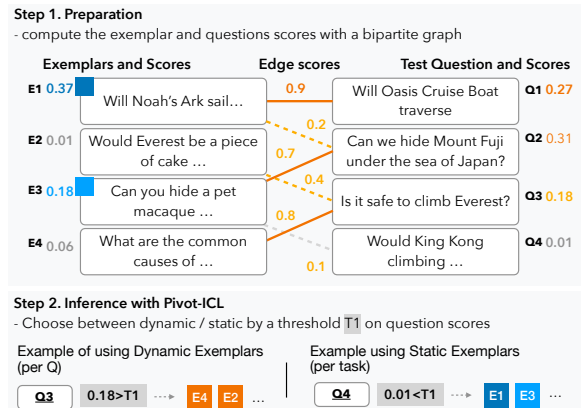 Step 1. Preparation
- compute the exemplar and questions scores with a bipartite graph
Exemplars and Scores
Edge scores
Test Question and Scores
E1 0.37
Will Noah's Ark sail…
0.9
Will Oasis Cruise Boat
traverse
Q1 0.27
0.2
E2 0.01
Would Everest be a piece
of cake …
0.7
Can we hide Mount Fuji
under the sea of Japan?
Q2 0.31
E3 0.18
Can you hide a pet
macaque …
0.4
Is it safe to climb Everest?
Q3 0.18
0.8
E4 0.06
What are the common
causes of …
0.1
Would King Kong
climbing …
Q4 0.01
Step 2. Inference with Pivot-ICL
- Choose between dynamic / static by a threshold T1 on question scores
Example of using Dynamic Exemplars
(per Q)
Q3 0.18>T1 E4 E2 …
Example using Static Exemplars
(per task)
Q4 0.01<T1 E1 E3 …